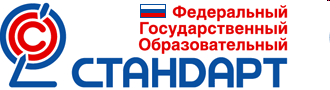 Федеральный
Государственный
Образовательный
СТАНДАРТ